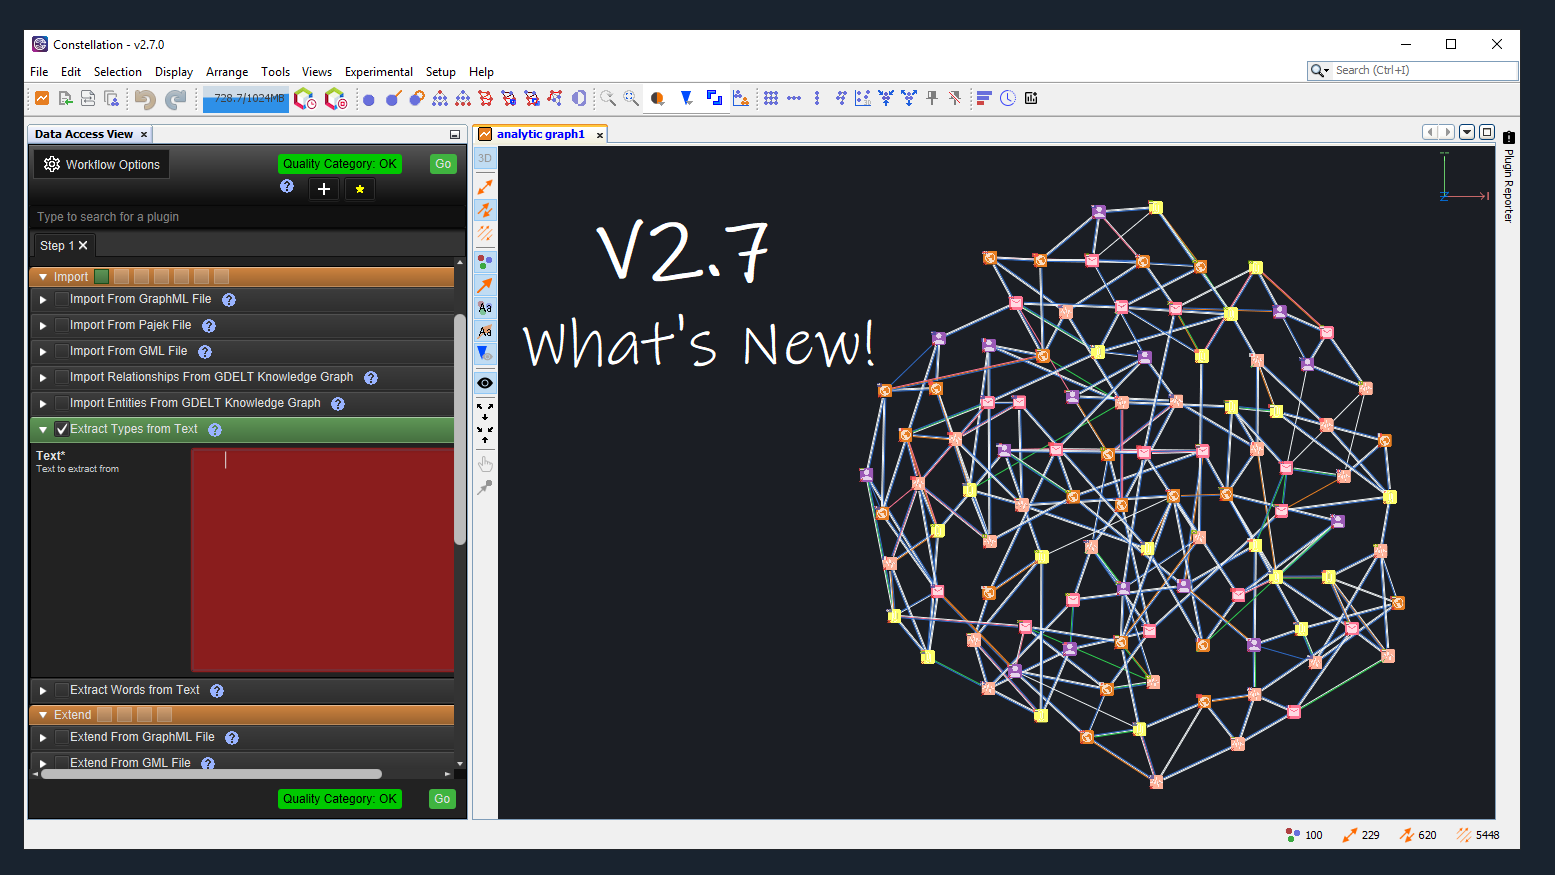 Constellation - v2.7.0
File Edit Selection Display Arrange Tools Views Experimental Setup Help
Search (Ctrl+I)
728.7/1024MB
Data Access View
analytic graph1
Workflow Options
Quality Category: OK
Go
Type to search for a plugin
Step 1
Import
Import From GraphML File
Import From Pajek File
Import From GML File
Import Relationships From GDELT Knowledge Graph
Import Entities From GDELT Knowledge Graph
Extract Types from Text
Text*
Text to extract from
Extract Words from Text
Extend
Extend From GraphML File
Extend From GML File
Quality Category: OK
Go
3D
Aa
Aa
V2.7
What's New!
Plugin Reporter
100 229 620 5448